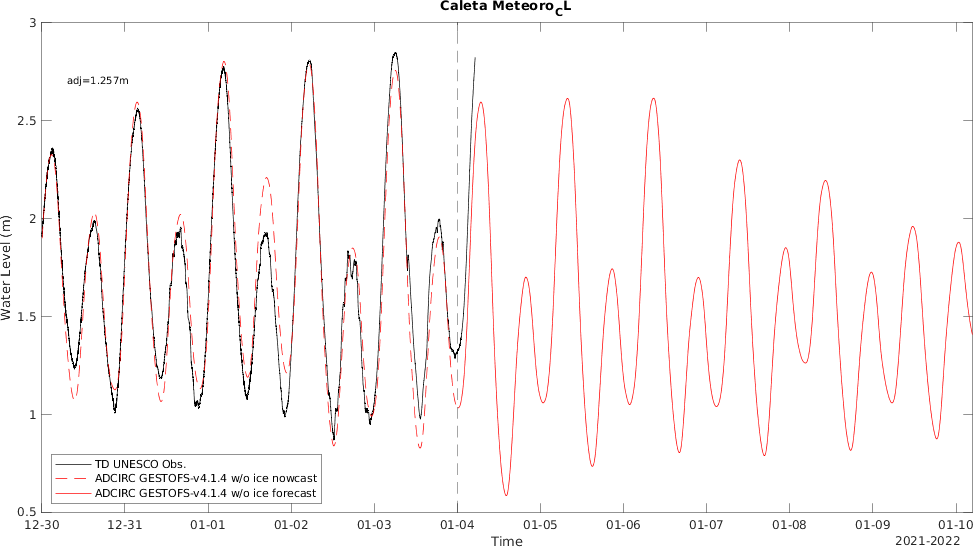 Caleta Meteoro_CL
3
adj=1.257m
2.5
2
Water Level (m)
1.5
1
TD UNESCO Obs.
ADCIRC GESTOFS-v4.1.4 w/o ice nowcast
ADCIRC GESTOFS-v4.1.4 w/o ice forecast
0.5
12-30 12-31 01-01 01-02 01-03 01-04 01-05 01-06 01-07 01-08 01-09 01-10
Time
2021-2022